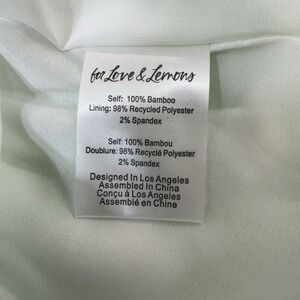 for Love & Lemons
Self: 100% Bamboo
Lining: 98% Recycled Polyester
2% Spandex
Self: 100% Bambou
Doublure: 98% Recyclé Polyester
2% Spandex
Designed In Los Angeles
Assembled In China
Conçu à Los Angeles
Assemblé en Chine